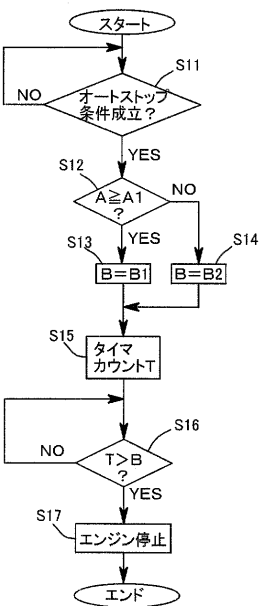 スタート
S11
オートストップ
条件成立？
NO
YES
S12
A≧A1
？
NO
YES
S13
B=B1
S14
B=B2
S15
タイマ
カウントT
S16
T>B
？
NO
YES
S17
エンジン停止
エンド